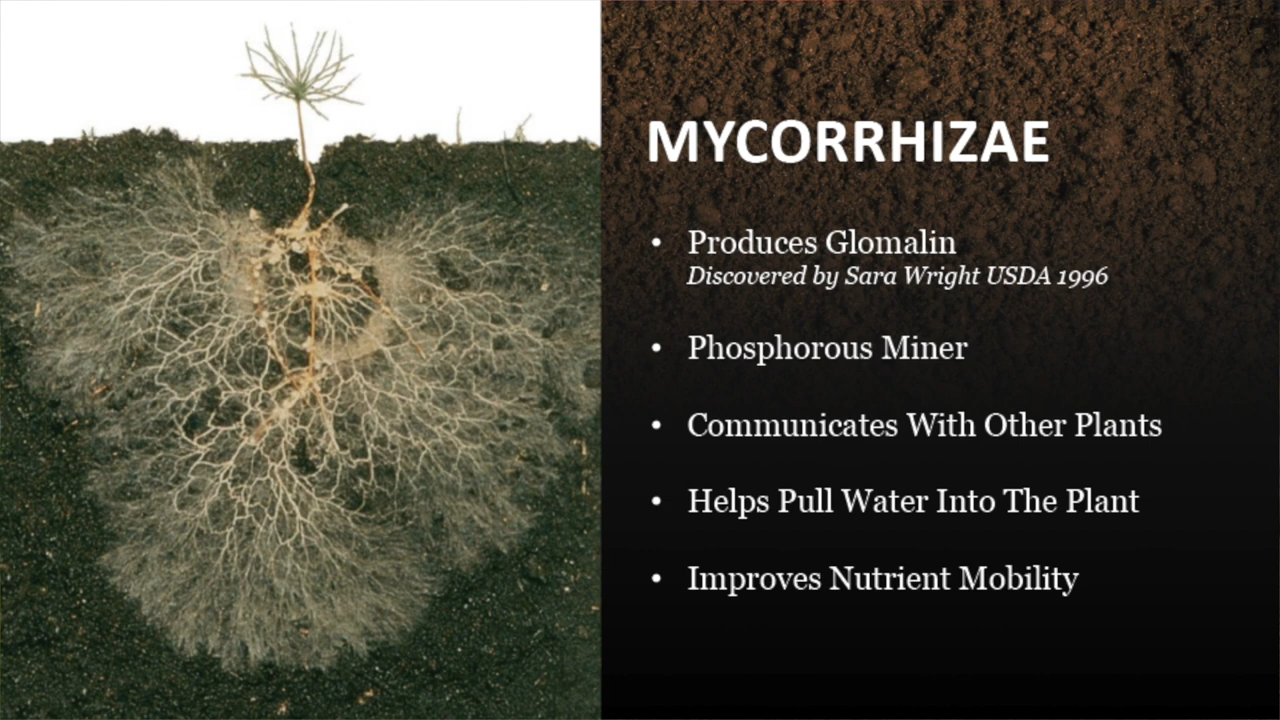 MYCORRHIZAE
• Produces Glomalin
Discovered by Sara Wright USDA 1996
• Phosphorous Miner
• Communicates With Other Plants
• Helps Pull Water Into The Plant
• Improves Nutrient Mobility